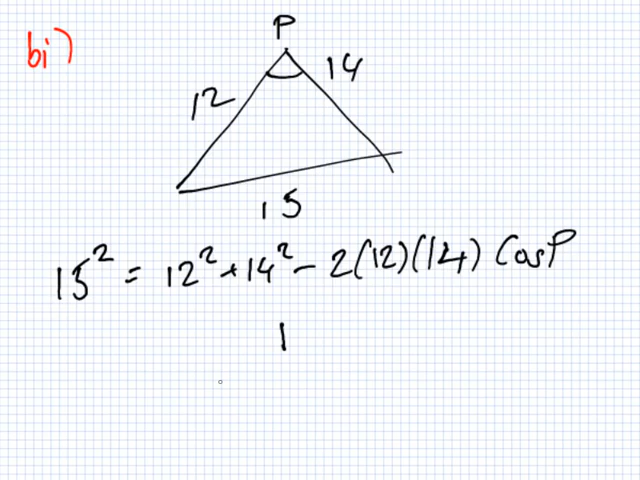 bi)
P
12
14
15
15² = 12² + 14² - 2(12)(14) Cos P
1